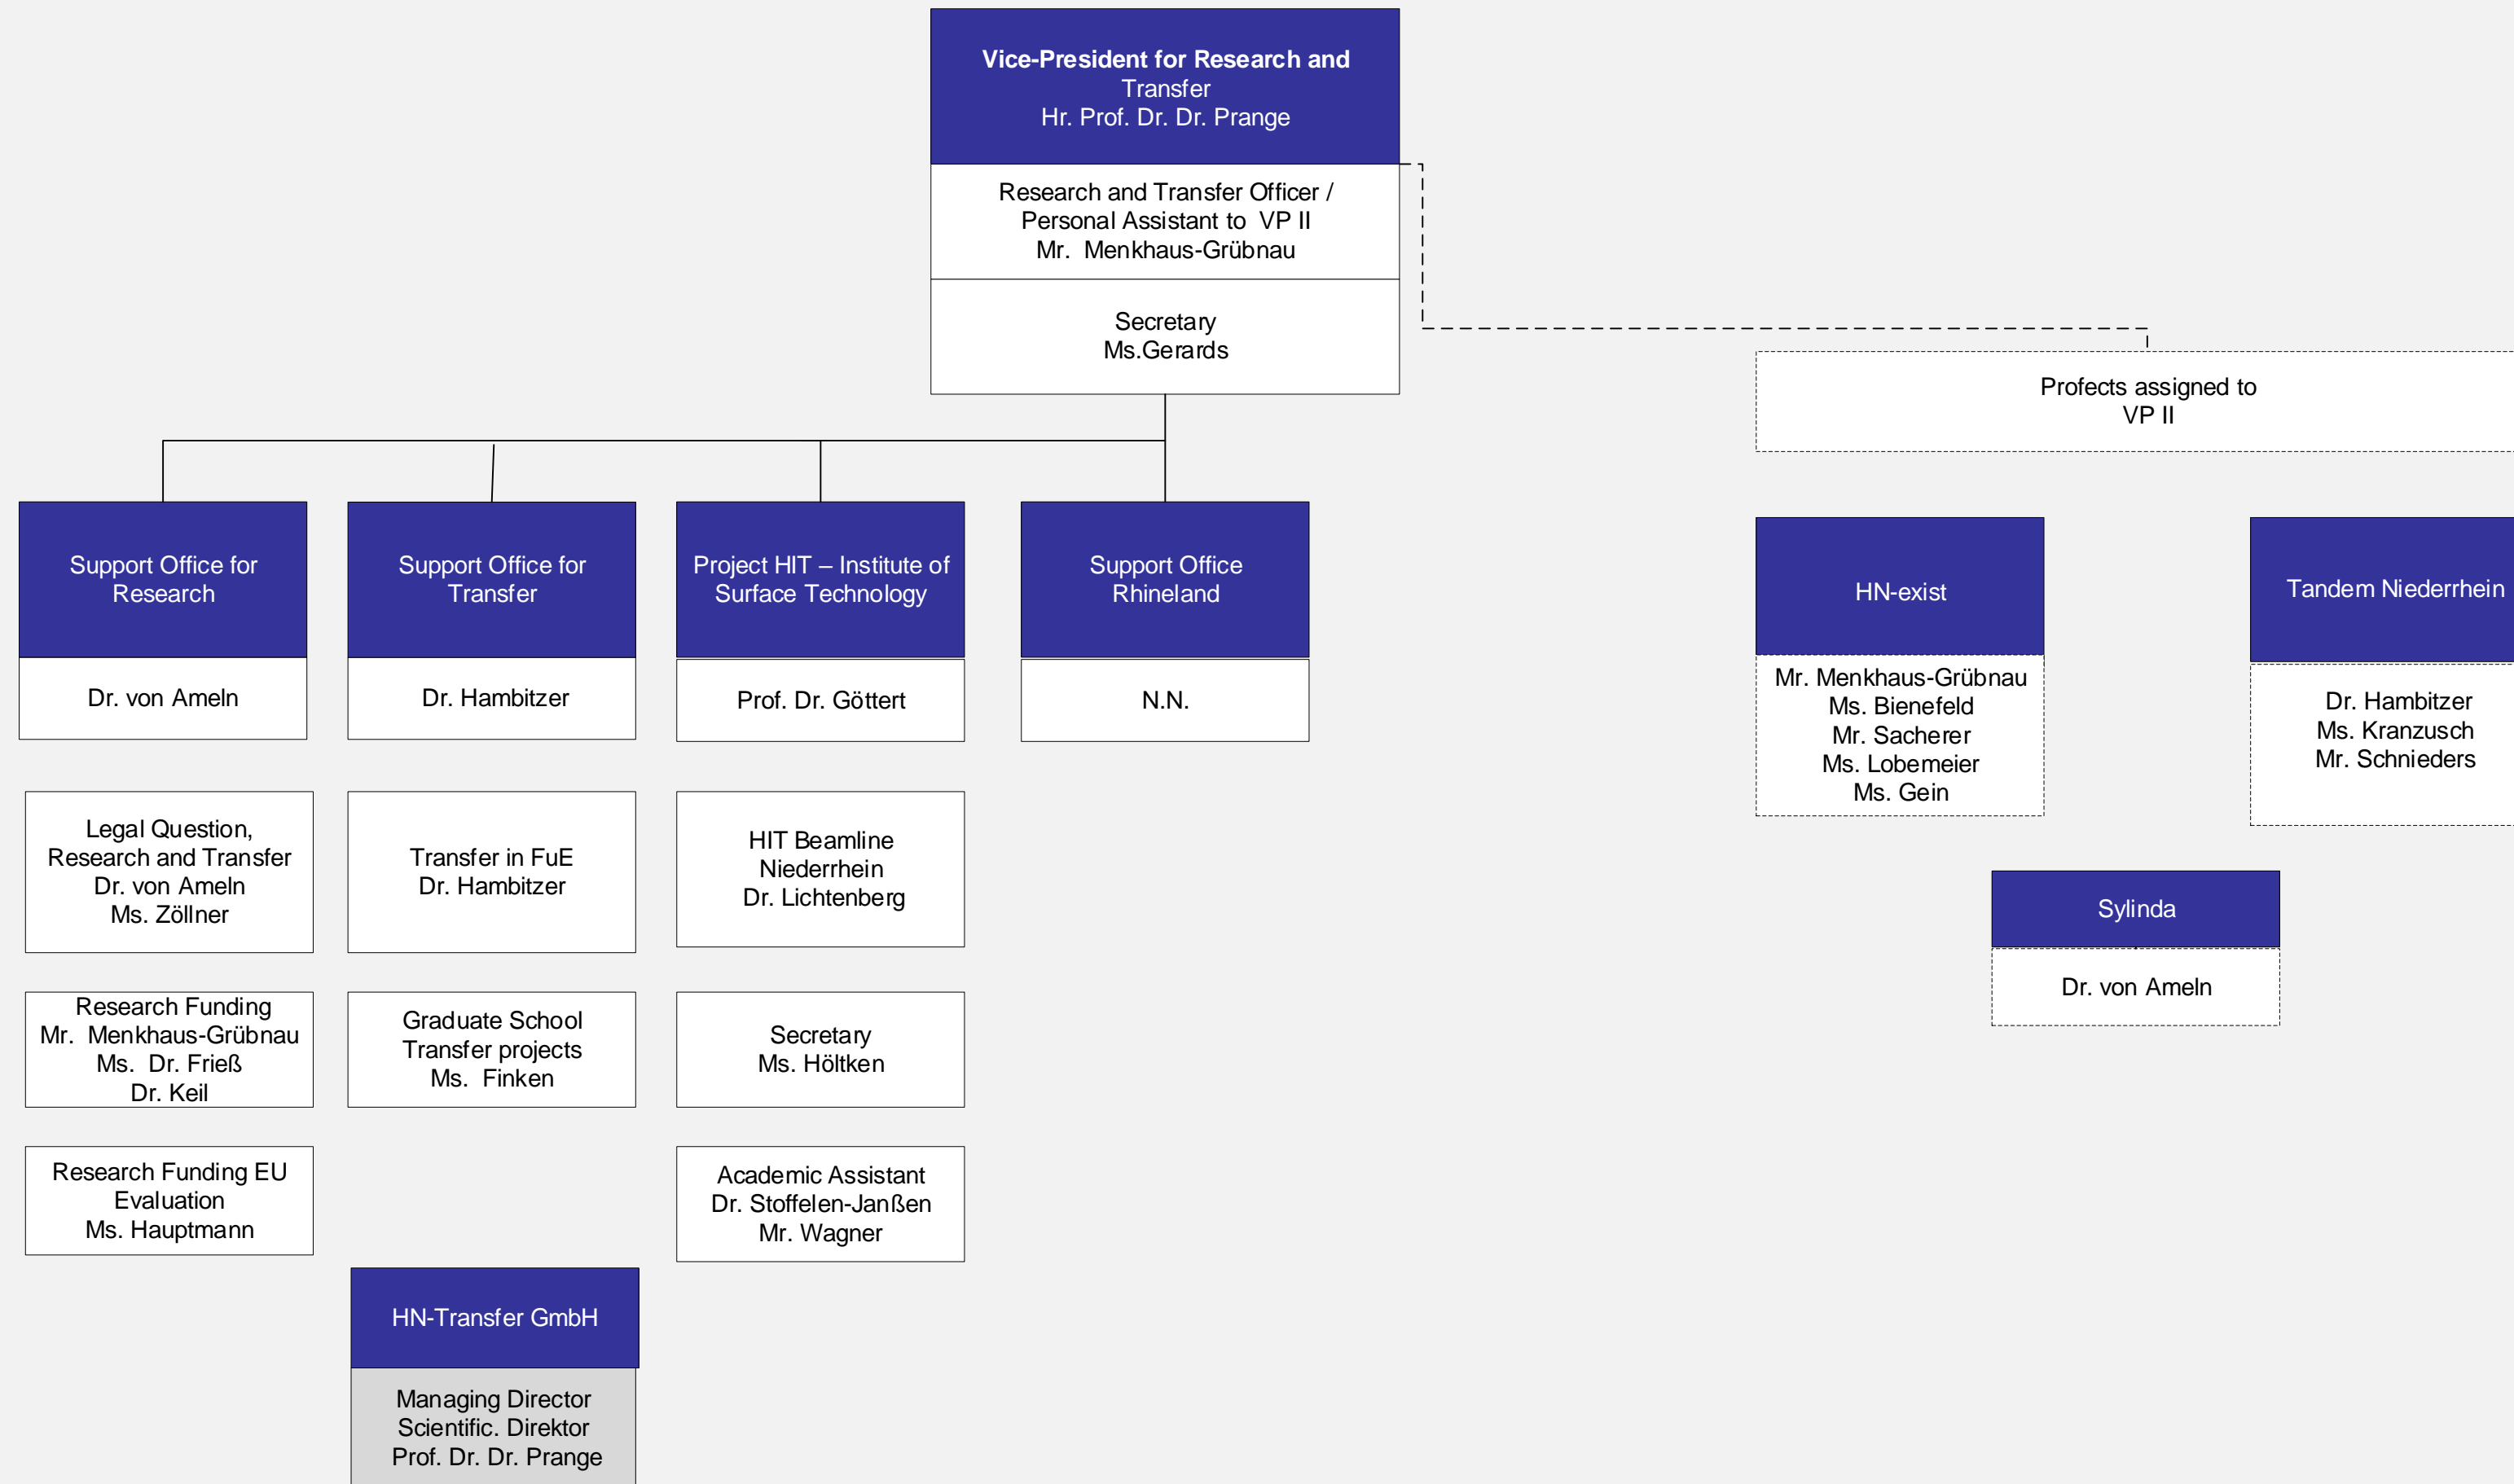 Vice-President for Research and
Transfer
Hr. Prof. Dr. Dr. Prange
Research and Transfer Officer /
Personal Assistant to VP II
Mr. Menkhaus-Grübnau
Secretary
Ms.Gerards
Profects assigned to
VP II
Support Office for
Research
Dr. von Ameln
Support Office for
Transfer
Dr. Hambitzer
Project HIT – Institute of
Surface Technology
Prof. Dr. Göttert
Support Office
Rhineland
N.N.
HN-exist
Mr. Menkhaus-Grübnau
Ms. Bienefeld
Mr. Sacherer
Ms. Lobemeier
Ms. Gein
Tandem Niederrhein
Dr. Hambitzer
Ms. Kranzusch
Mr. Schnieders
Legal Question,
Research and Transfer
Dr. von Ameln
Ms. Zöllner
Transfer in FuE
Dr. Hambitzer
HIT Beamline
Niederrhein
Dr. Lichtenberg
Sylinda
Dr. von Ameln
Research Funding
Mr. Menkhaus-Grübnau
Ms. Dr. Frieß
Dr. Keil
Graduate School
Transfer projects
Ms. Finken
Secretary
Ms. Höltken
Research Funding EU
Evaluation
Ms. Hauptmann
Academic Assistant
Dr. Stoffelen-Janßen
Mr. Wagner
HN-Transfer GmbH
Managing Director
Scientific. Direktor
Prof. Dr. Dr. Prange